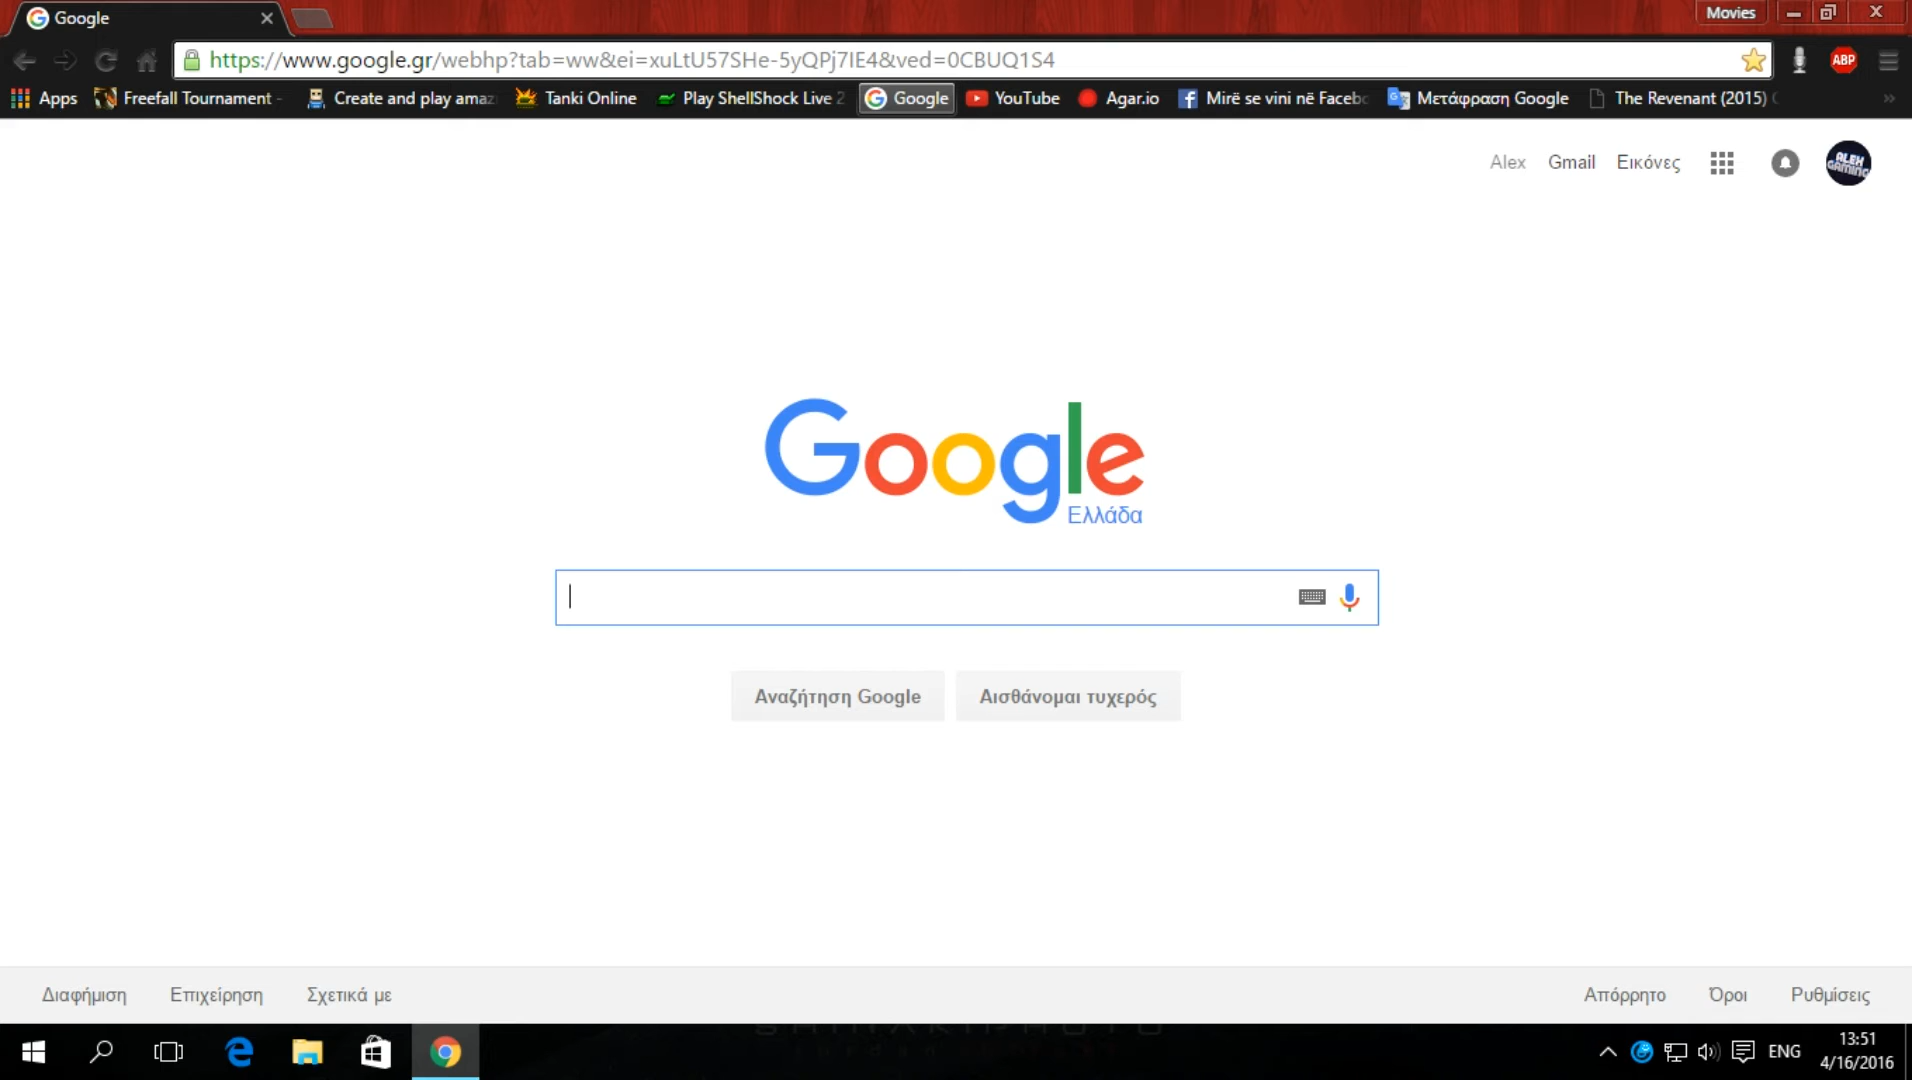 Google
Movies
https://www.google.gr/webhp?tab=ww&ei=xuLtU57SHe-5yQPj7IE4&ved=0CBUQ1S4
ABP
Apps
Freefall Tournament -
Create and play amaz
Tanki Online
Play ShellShock Live 2
Google
YouTube
Agar.io
Mirë se vini në Facebo
Μετάφραση Google
The Revenant (2015)
Alex
Gmail
Εικόνες
ALEX
GAMING
Google
Ελλάδα
Αναζήτηση Google
Αισθάνομαι τυχερός
Διαφήμιση
Επιχείρηση
Σχετικά με
Απόρρητο
Όροι
Ρυθμίσεις
ENG
13:51
4/16/2016